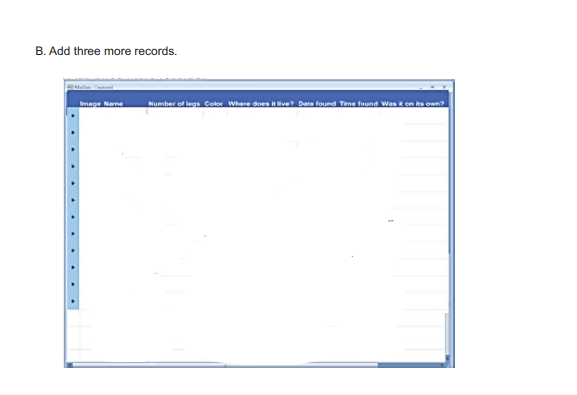 B. Add three more records.
Image Name Number of legs Color Where does it live? Date found Time found Was it on its own?